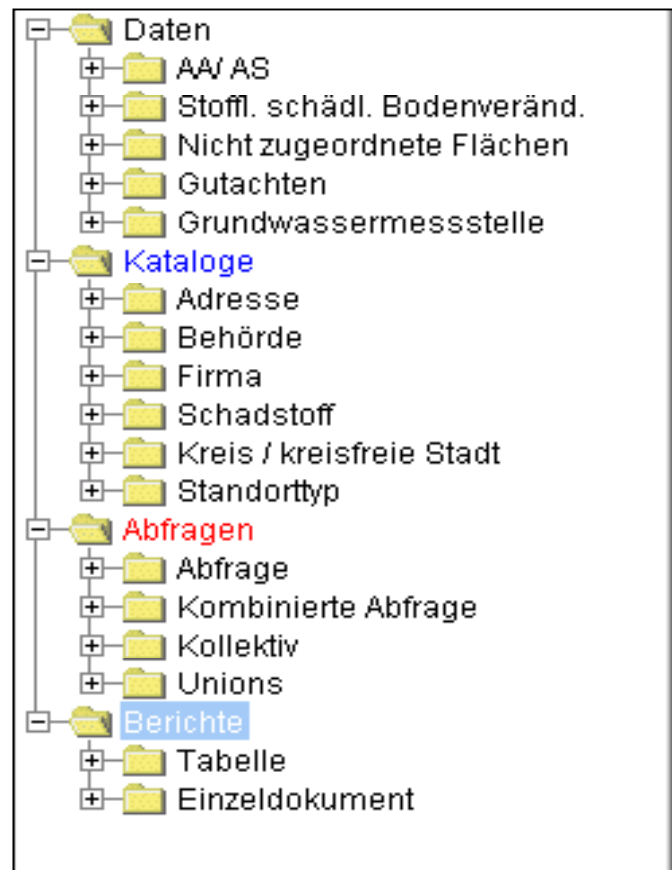 Daten
AA/ AS
Stoffl. schädl. Bodenveränd.
Nicht zugeordnete Flächen
Gutachten
Grundwassermessstelle
Kataloge
Adresse
Behörde
Firma
Schadstoff
Kreis / kreisfreie Stadt
Standorttyp
Abfragen
Abfrage
Kombinierte Abfrage
Kollektiv
Unions
Berichte
Tabelle
Einzeldokument